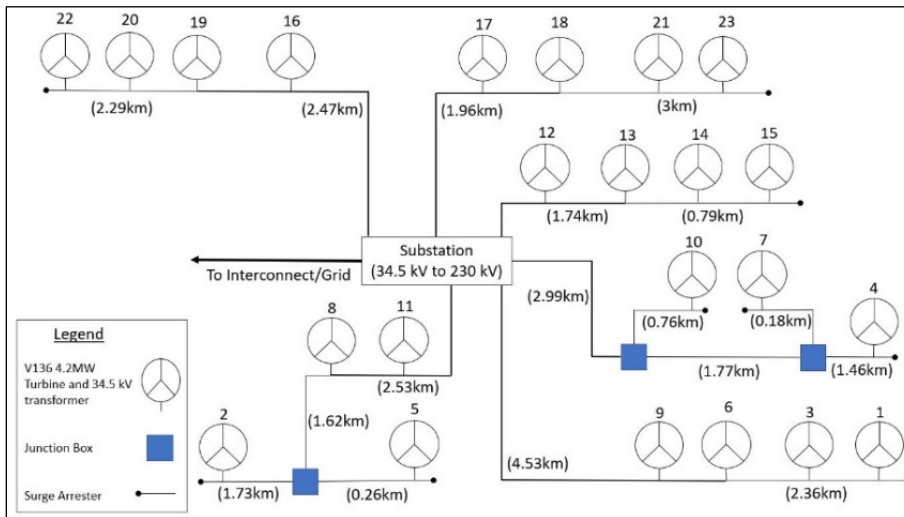 22 20 19 16
(2.29km) (2.47km)
17 18 21 23
(1.96km) (3km)
12 13 14 15
(1.74km) (0.79km)
Substation
(34.5 kV to 230 kV)
To Interconnect/Grid
10 7 4
(2.99km)
(0.76km) (0.18km)
(1.77km) (1.46km)
8 11
(2.53km)
(1.62km)
2 5
(1.73km) (0.26km)
9 6 3 1
(4.53km)
(2.36km)
Legend
V136 4.2MW
Turbine and 34.5 kV
transformer
Junction Box
Surge Arrester